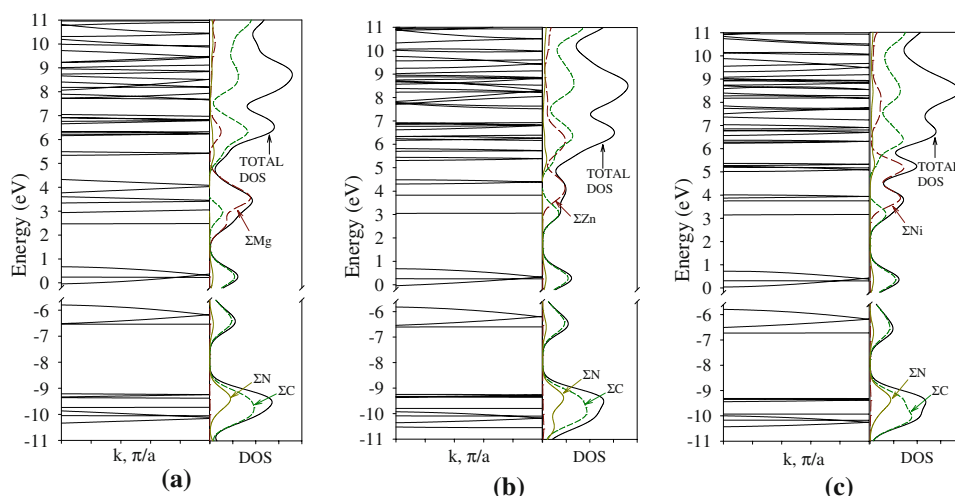 11
10
9
8
7
6
5
4
3
2
1
0
-6
-7
-8
-9
-10
-11
Energy (eV)
TOTAL
DOS
ΣMg
ΣN
ΣC
k, π/a
DOS
(a)
11
10
9
8
7
6
5
4
3
2
1
0
-6
-7
-8
-9
-10
-11
Energy (eV)
TOTAL
DOS
ΣZn
ΣN
ΣC
k, π/a
DOS
(b)
11
10
9
8
7
6
5
4
3
2
1
0
-6
-7
-8
-9
-10
-11
Energy (eV)
TOTAL
DOS
ΣNi
ΣN
ΣC
k, π/a
DOS
(c)